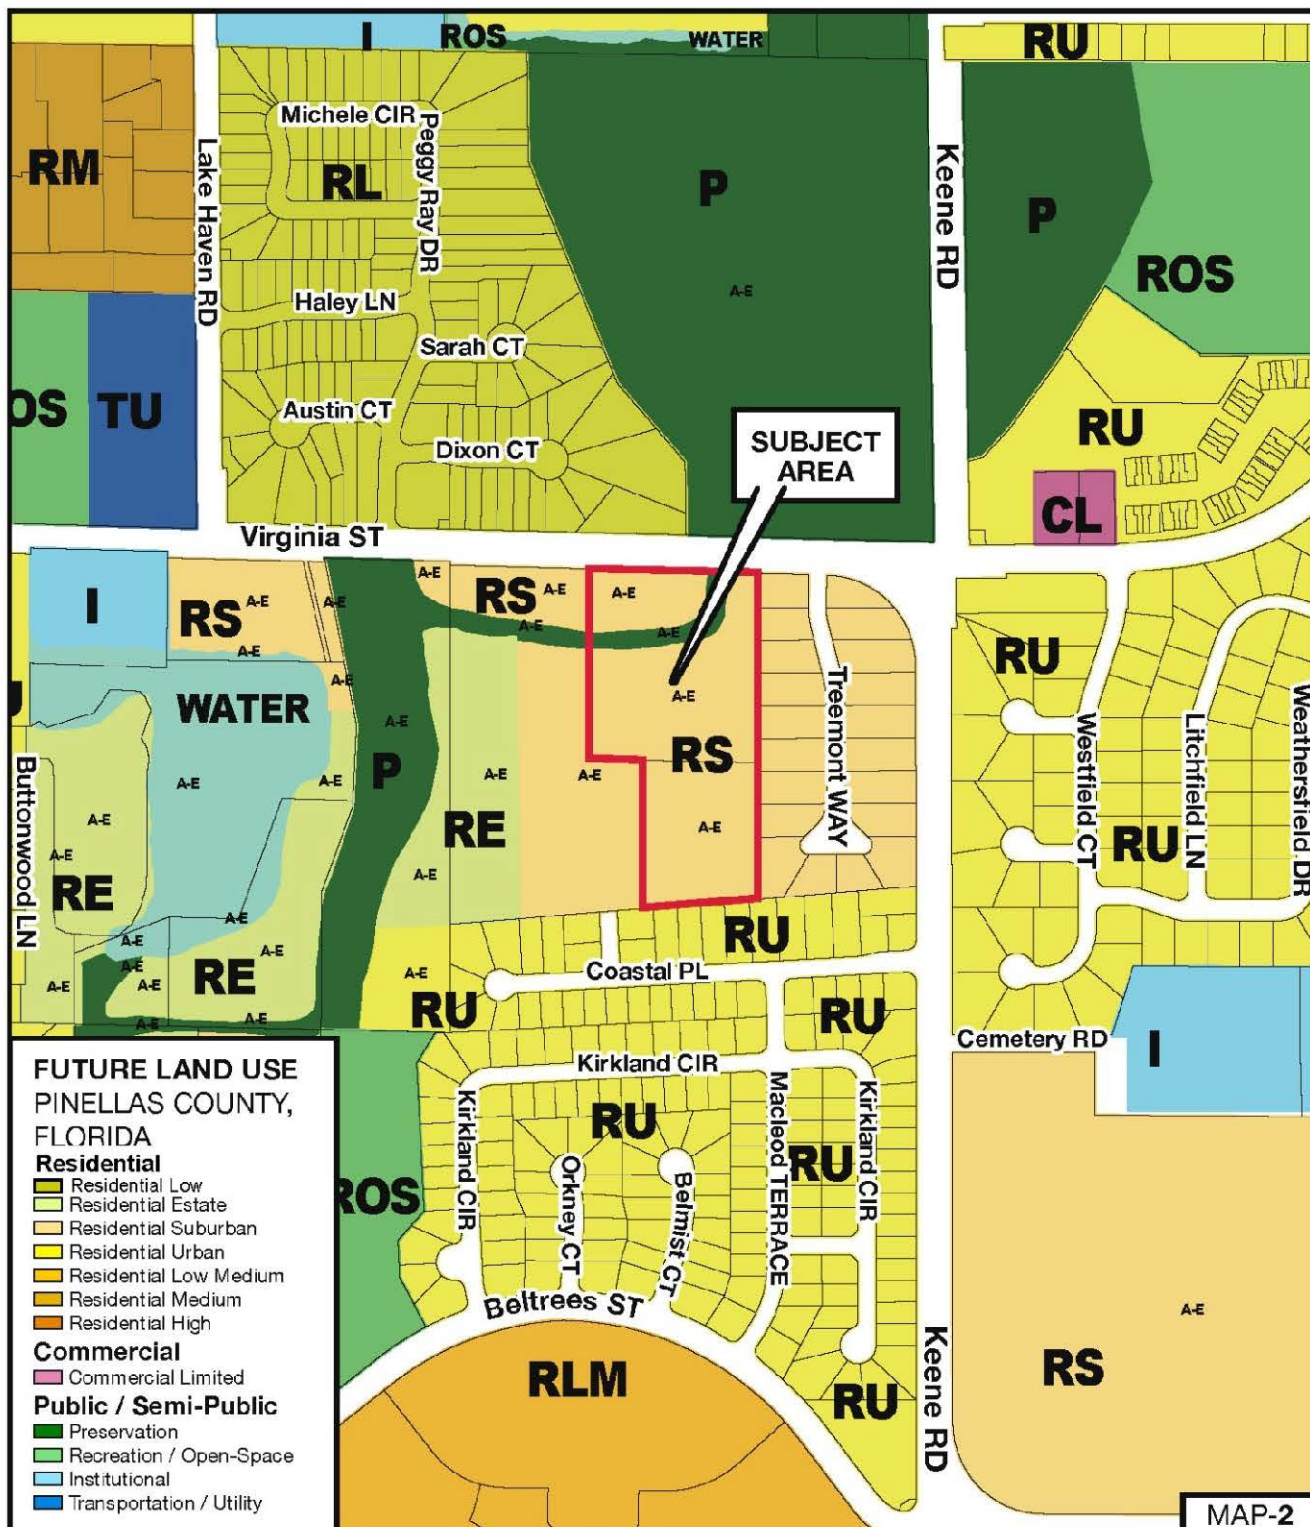 I
ROS
WATER
RU
Michele CIR
Peggy Ray DR
RM
Lake Haven RD
RL
P
Keene RD
P
ROS
A-E
Haley LN
Sarah CT
OS
TU
Austin CT
Dixon CT
SUBJECT
AREA
RU
CL
Virginia ST
I
RS
A-E
A-E
A-E
RS
A-E
A-E
A-E
A-E
A-E
A-E
WATER
A-E
A-E
RU
Buttonwood LN
A-E
A-E
P
A-E
A-E
A-E
RE
RS
A-E
Treemont WAY
Westfield CT
Litchfield LN
Weathersfield DR
RU
A-E
A-E
RE
A-E
A-E
A-E
A-E
A-E
A-E
RE
A-E
A-E
A-E
A-E
RU
RU
Coastal PL
RU
Cemetery RD
I
Kirkland CIR
Kirkland CIR
Kirkland CIR
Macleod TERRACE
RU
RU
Orkney CT
Belmist CT
ROS
Beltrees ST
RLM
RU
Keene RD
A-E
RS
FUTURE LAND USE
PINELLAS COUNTY,
FLORIDA
Residential
Residential Low
Residential Estate
Residential Suburban
Residential Urban
Residential Low Medium
Residential Medium
Residential High
Commercial
Commercial Limited
Public / Semi-Public
Preservation
Recreation / Open-Space
Institutional
Transportation / Utility
MAP-2